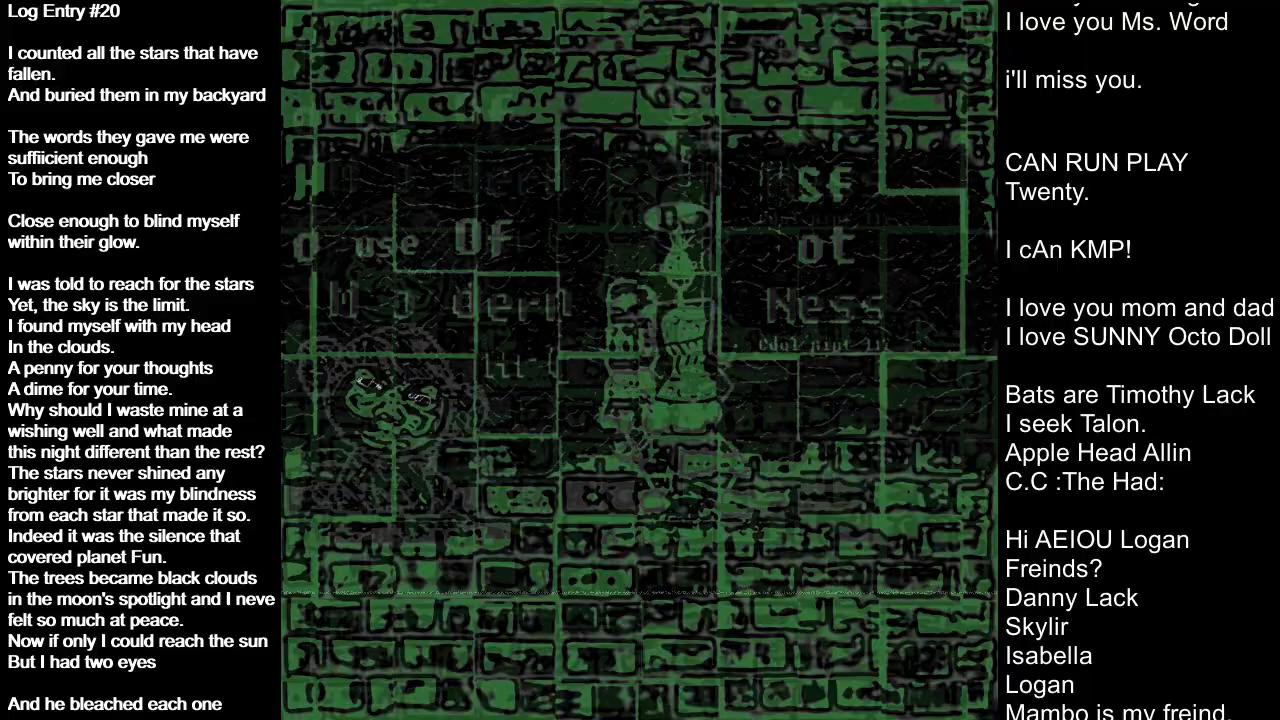 Log Entry #20
I counted all the stars that have
fallen.
And buried them in my backyard
The words they gave me were
suffiicient enough
To bring me closer
Close enough to blind myself
within their glow.
I was told to reach for the stars
Yet, the sky is the limit.
I found myself with my head
In the clouds.
A penny for your thoughts
A dime for your time.
Why should I waste mine at a
wishing well and what made
this night different than the rest?
The stars never shined any
brighter for it was my blindness
from each star that made it so.
Indeed it was the silence that
covered planet Fun.
The trees became black clouds
in the moon's spotlight and I neve
felt so much at peace.
Now if only I could reach the sun
But I had two eyes
And he bleached each one
H
O use Of
M o dern
sf
ot
Ness
I love you Ms. Word
i'll miss you.
CAN RUN PLAY
Twenty.
I cAn KMP!
I love you mom and dad
I love SUNNY Octo Doll
Bats are Timothy Lack
I seek Talon.
Apple Head Allin
C.C :The Had:
Hi AEIOU Logan
Freinds?
Danny Lack
Skylir
Isabella
Logan
Mambo is my freind.